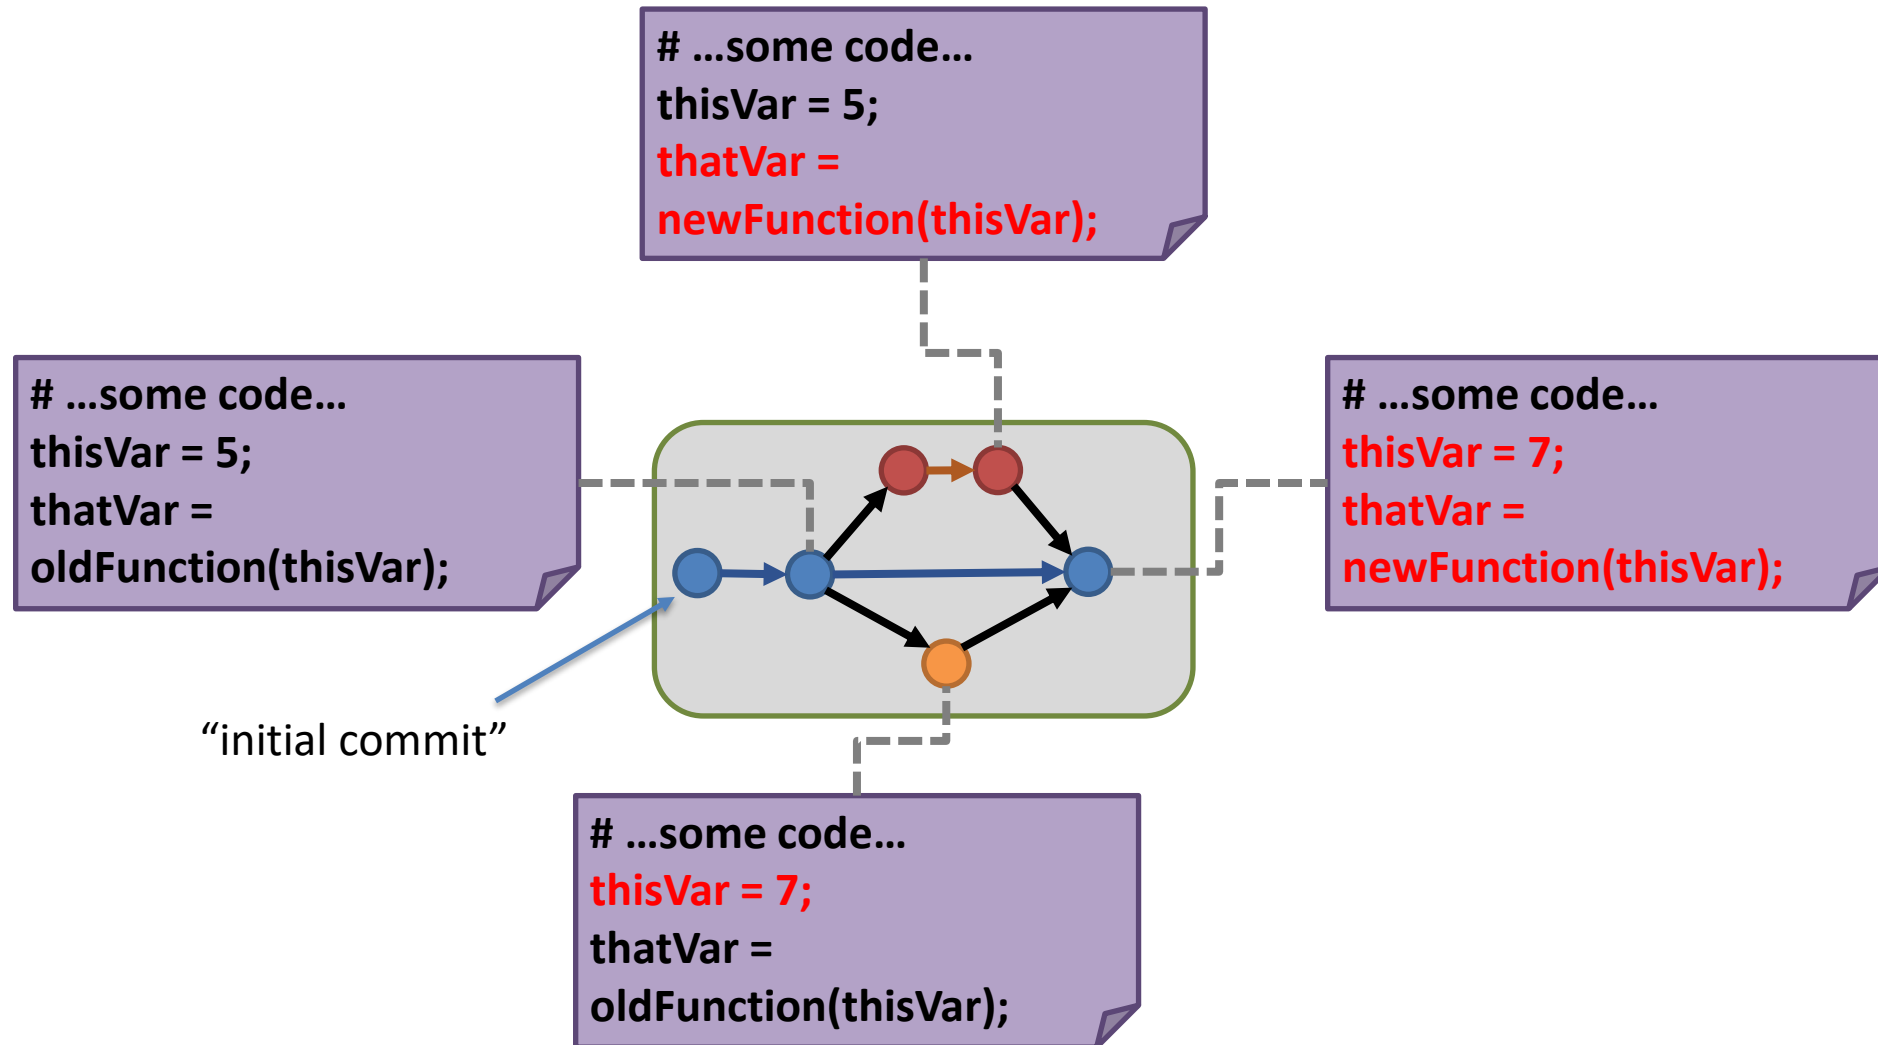 # …some code…
thisVar = 5;
thatVar =
newFunction(thisVar);
# …some code…
thisVar = 5;
thatVar =
oldFunction(thisVar);
# …some code…
thisVar = 7;
thatVar =
newFunction(thisVar);
“initial commit”
# …some code…
thisVar = 7;
thatVar =
oldFunction(thisVar);